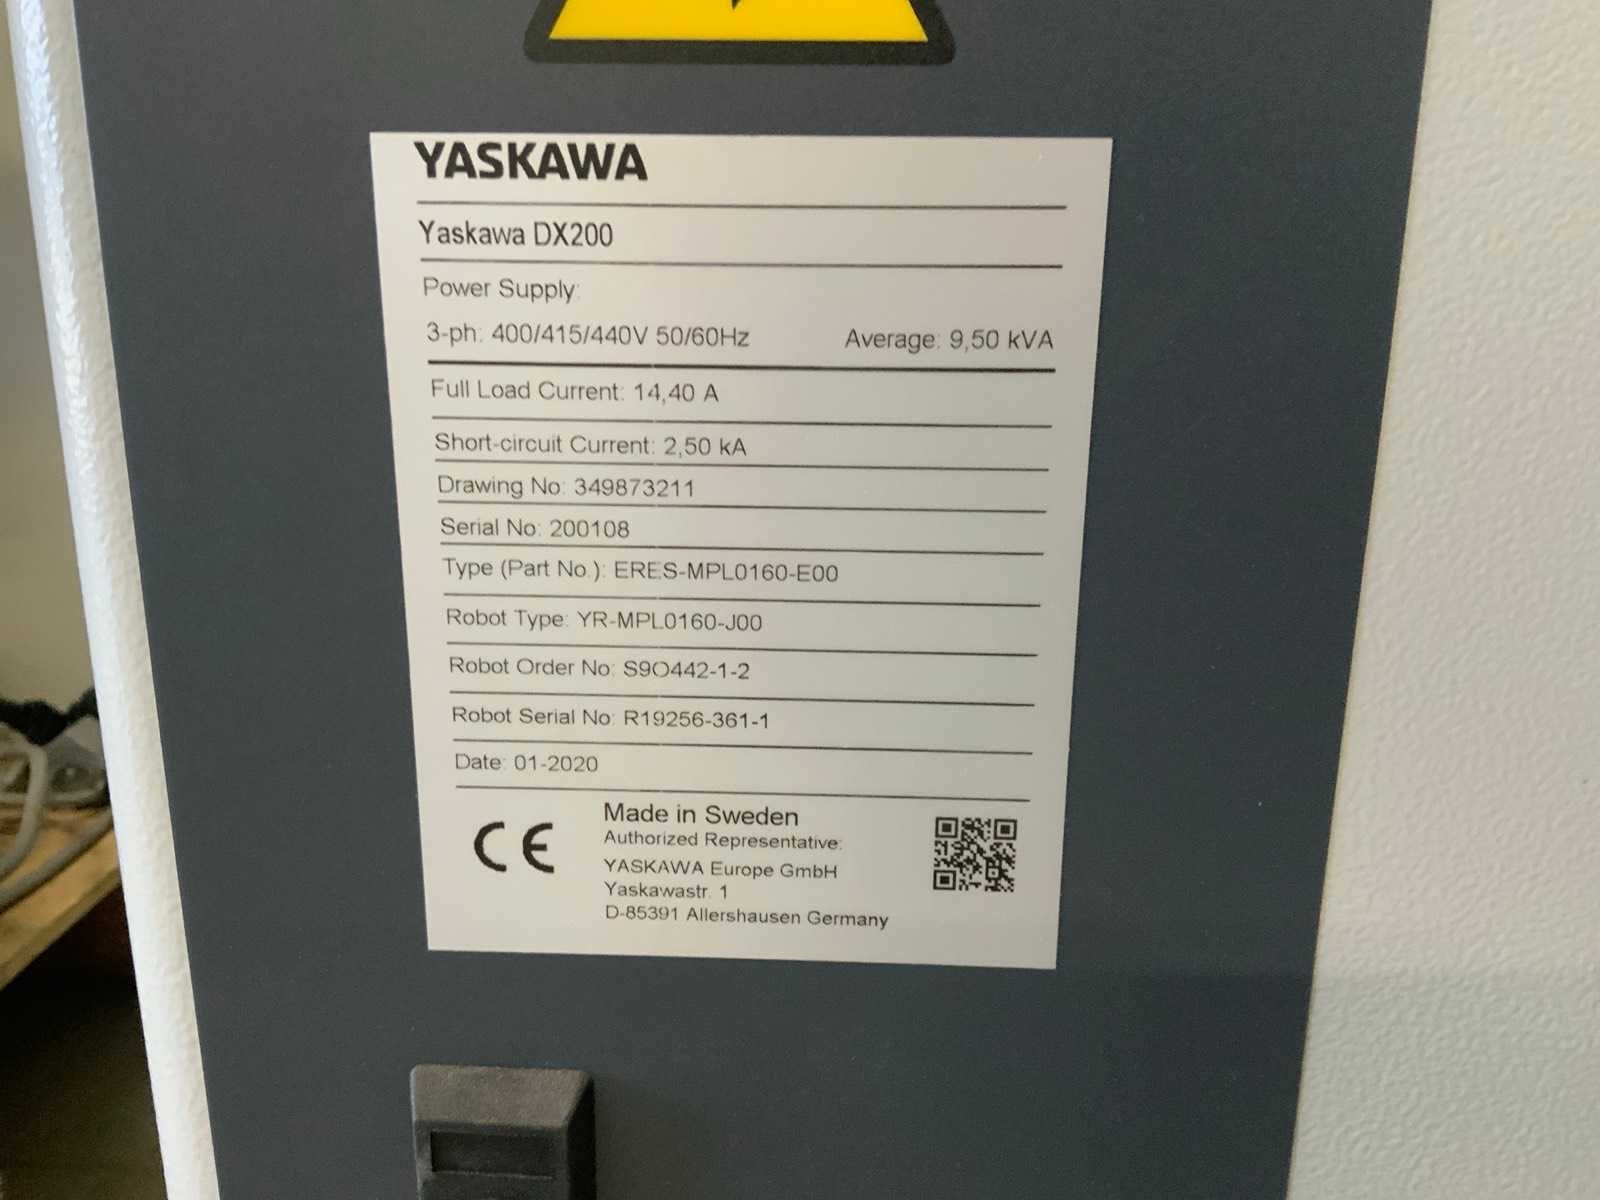 YASKAWA
Yaskawa DX200
Power Supply:
3-ph: 400/415/440V 50/60Hz Average: 9,50 kVA
Full Load Current: 14,40 A
Short-circuit Current: 2,50 kA
Drawing No: 349873211
Serial No: 200108
Type (Part No.): ERES-MPL0160-E00
Robot Type: YR-MPL0160-J00
Robot Order No: S9O442-1-2
Robot Serial No: R19256-361-1
Date: 01-2020
CE
Made in Sweden
Authorized Representative:
YASKAWA Europe GmbH
Yaskawastr. 1
D-85391 Allershausen Germany